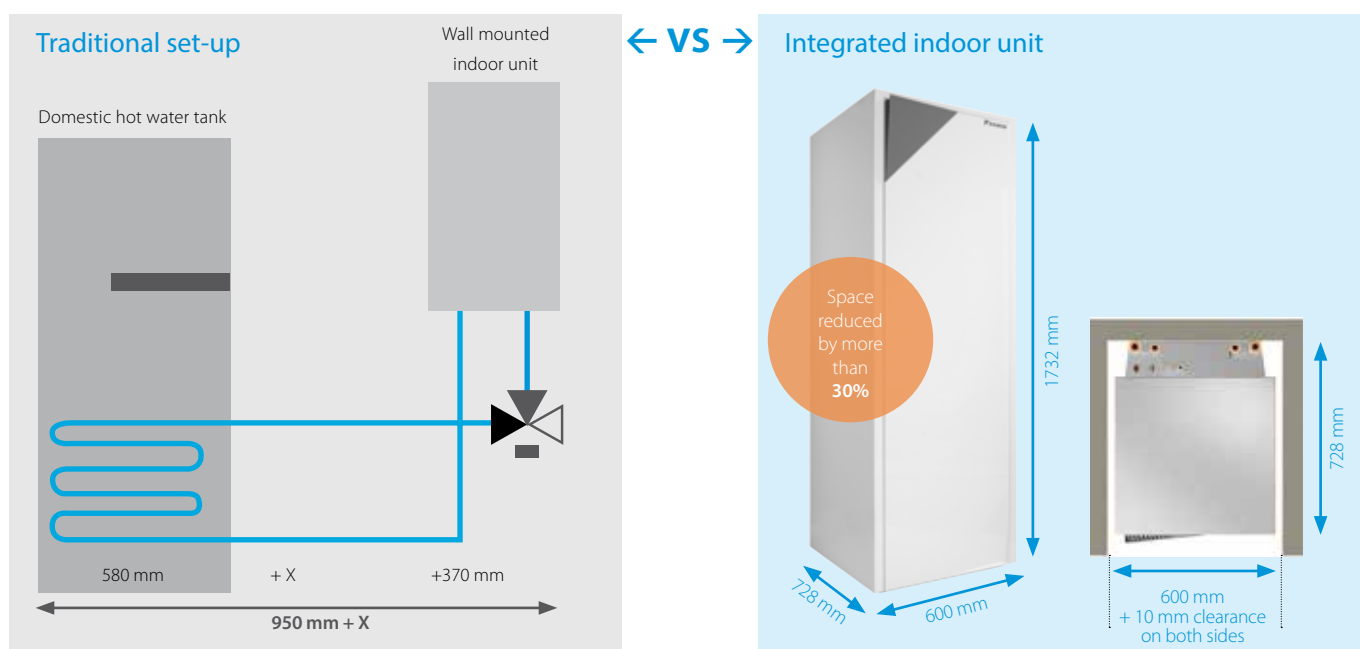 Traditional set-up
Wall mounted
indoor unit
Domestic hot water tank
580 mm
+ X
+370 mm
950 mm + X
← VS →
Integrated indoor unit
DAIKIN
Space
reduced
by more
than
30%
1732 mm
728 mm
600 mm
728 mm
600 mm
+ 10 mm clearance
on both sides